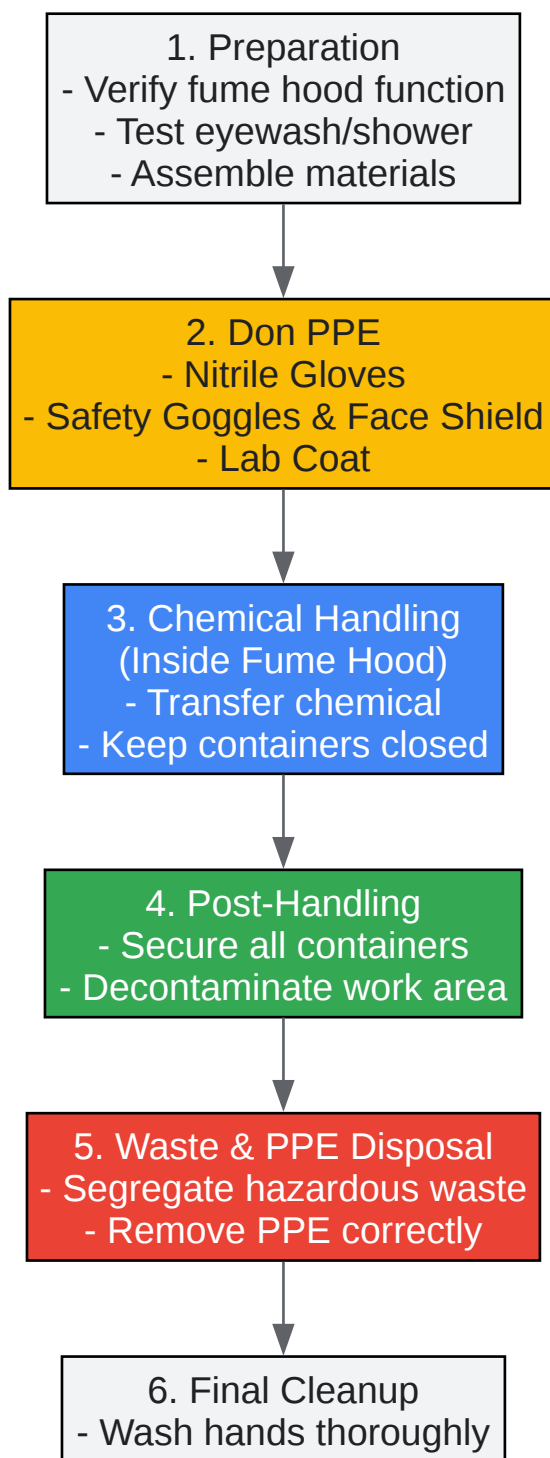 1. Preparation
- Verify fume hood function
- Test eyewash/shower
- Assemble materials
2. Don PPE
- Nitrile Gloves
- Safety Goggles & Face Shield
- Lab Coat
3. Chemical Handling
(Inside Fume Hood)
- Transfer chemical
- Keep containers closed
4. Post-Handling
- Secure all containers
- Decontaminate work area
5. Waste & PPE Disposal
- Segregate hazardous waste
- Remove PPE correctly
6. Final Cleanup
- Wash hands thoroughly